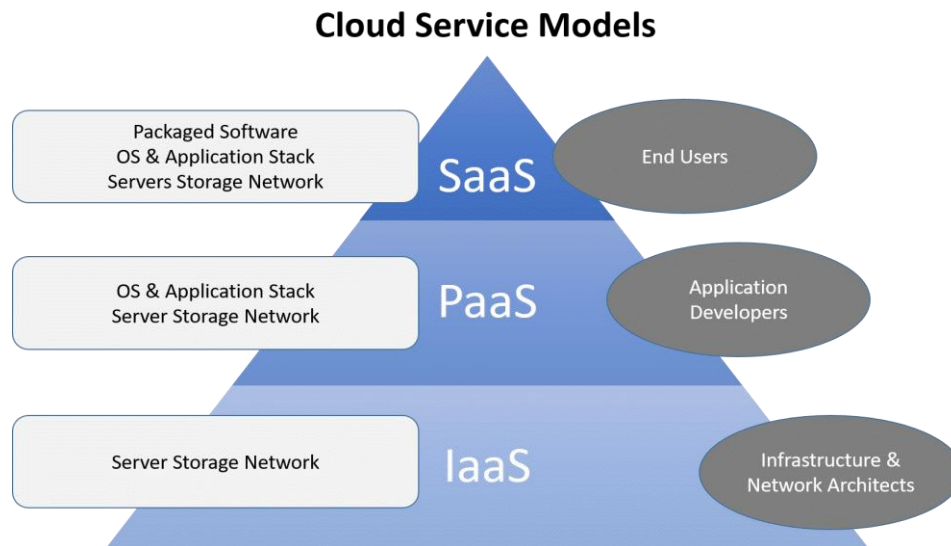 Cloud Service Models
Packaged Software
OS & Application Stack
Servers Storage Network
SaaS
End Users
OS & Application Stack
Server Storage Network
PaaS
Application
Developers
Server Storage Network
IaaS
Infrastructure &
Network Architects